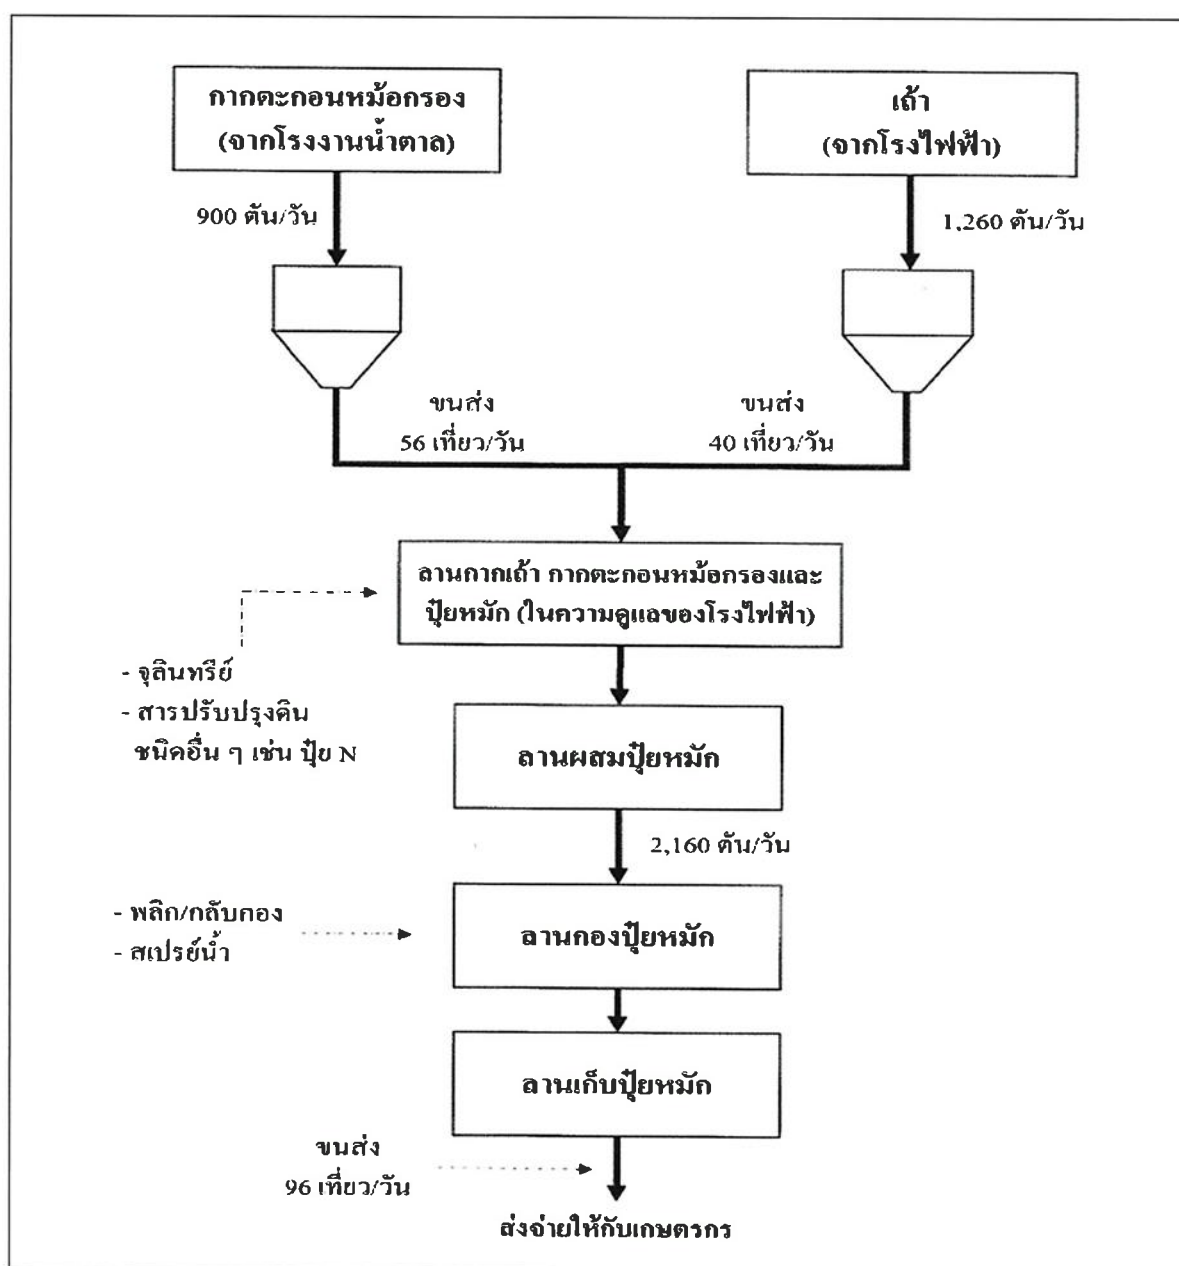 กากตะกอนหม้อกรอง
(จากโรงงานน้ำตาล)
เถ้า
(จากโรงไฟฟ้า)
900 ตัน/วัน
1,260 ตัน/วัน
ขนส่ง
56 เที่ยว/วัน
ขนส่ง
40 เที่ยว/วัน
ลานกากเถ้า กากตะกอนหม้อกรองและ
ปุ๋ยหมัก (ในความดูแลของโรงไฟฟ้า)
- จุลินทรีย์
- สารปรับปรุงดิน
ชนิดอื่น ๆ เช่น ปุ๋ย N
ลานผสมปุ๋ยหมัก
2,160 ตัน/วัน
- พลิก/กลับกอง
- สเปรย์น้ำ
ลานกองปุ๋ยหมัก
ลานเก็บปุ๋ยหมัก
ขนส่ง
96 เที่ยว/วัน
ส่งจ่ายให้กับเกษตรกร